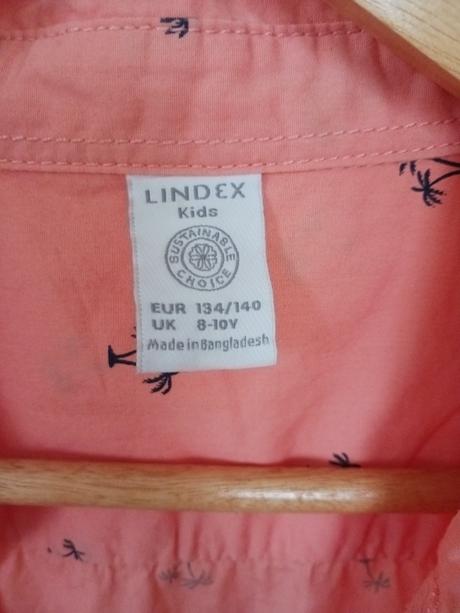 LINDEX
Kids
SUSTAINABLE
CHOICE
EUR 134/140
UK 8-10Y
Made in Bangladesh